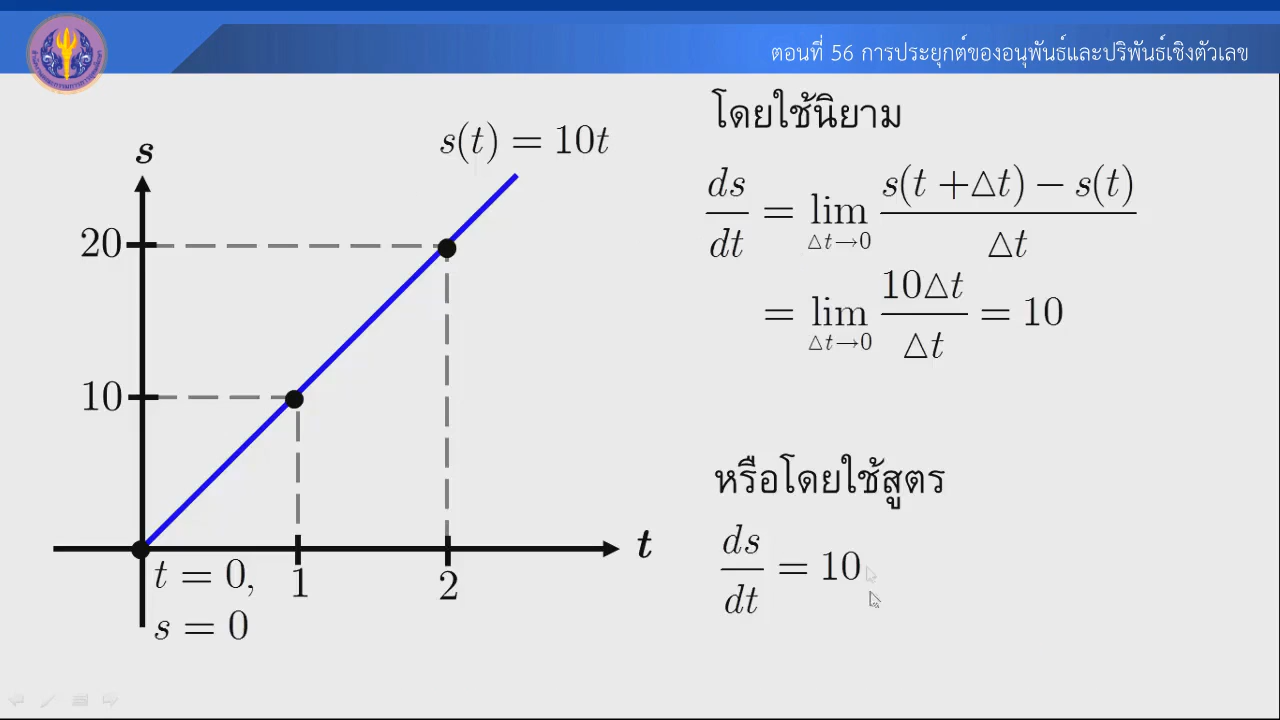 ตอนที่ 56 การประยุกต์ของอนุพันธ์และปริพันธ์เชิงตัวเลข
s
s(t) = 10t
20
10
t
1
2
t = 0,
s = 0
โดยใช้นิยาม
ds/dt = lim Δt→0 (s(t + Δt) − s(t))/Δt
= lim Δt→0 10Δt/Δt = 10
หรือโดยใช้สูตร
ds/dt = 10